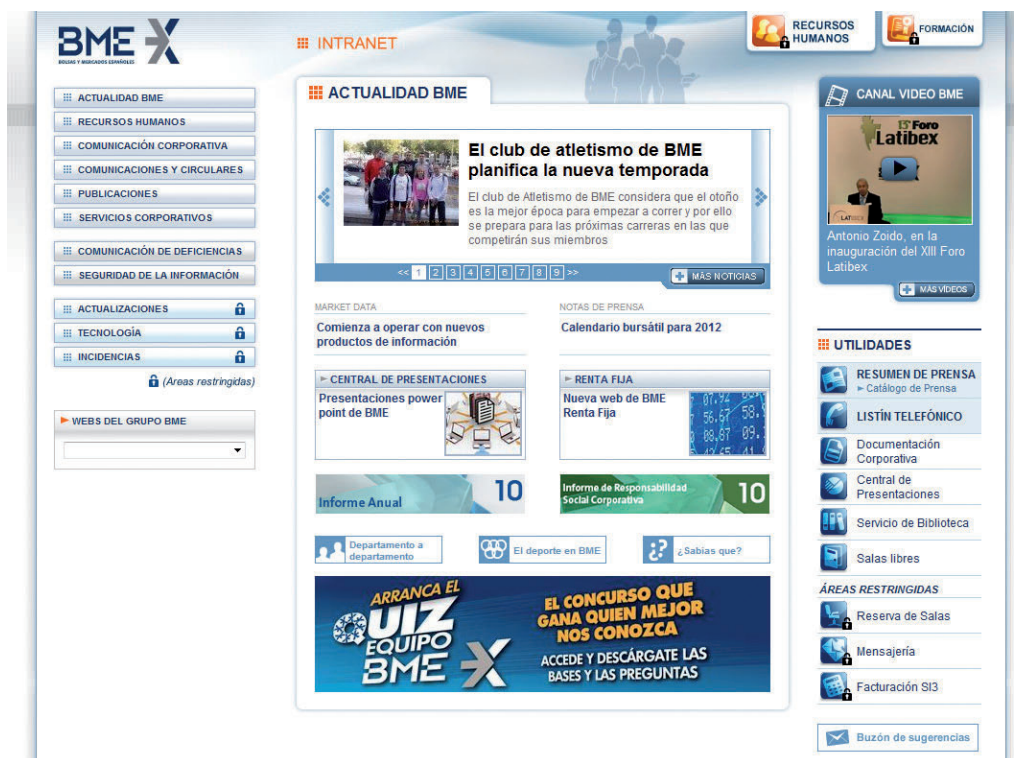 BME X
BOLSAS Y MERCADOS ESPAÑOLES
INTRANET
RECURSOS
HUMANOS
FORMACIÓN
ACTUALIDAD BME
RECURSOS HUMANOS
COMUNICACIÓN CORPORATIVA
COMUNICACIONES Y CIRCULARES
PUBLICACIONES
SERVICIOS CORPORATIVOS
COMUNICACIÓN DE DEFICIENCIAS
SEGURIDAD DE LA INFORMACIÓN
ACTUALIZACIONES
TECNOLOGÍA
INCIDENCIAS
(Areas restringidas)
WEBS DEL GRUPO BME
ACTUALIDAD BME
El club de atletismo de BME
planifica la nueva temporada
El club de Atletismo de BME considera que el otoño
es la mejor época para empezar a correr y por ello
se prepara para las próximas carreras en las que
competirán sus miembros
<< 1 2 3 4 5 6 7 8 9 >>
MÁS NOTICIAS
MARKET DATA
Comienza a operar con nuevos
productos de información
NOTAS DE PRENSA
Calendario bursátil para 2012
CENTRAL DE PRESENTACIONES
Presentaciones power
point de BME
RENTA FIJA
Nueva web de BME
Renta Fija
Informe Anual 10
Informe de Responsabilidad
Social Corporativa 10
Departamento a
departamento
El deporte en BME
¿Sabias que?
ARRANCA EL
QUIZ
EQUIPO
BME X
EL CONCURSO QUE
GANA QUIEN MEJOR
NOS CONOZCA
ACCEDE Y DESCÁRGATE LAS
BASES Y LAS PREGUNTAS
CANAL VIDEO BME
13º Foro
Latibex
LATIBEX
Antonio Zoido, en la
inauguración del XIII Foro
Latibex
MÁS VÍDEOS
UTILIDADES
RESUMEN DE PRENSA
Catálogo de Prensa
LISTÍN TELEFÓNICO
Documentación
Corporativa
Central de
Presentaciones
Servicio de Biblioteca
Salas libres
ÁREAS RESTRINGIDAS
Reserva de Salas
Mensajería
Facturación SI3
Buzón de sugerencias